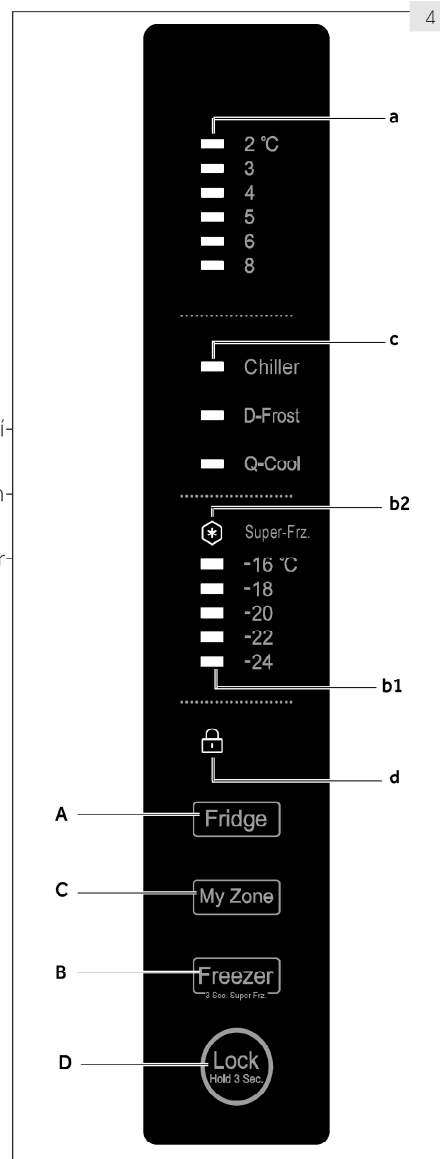 4
a
2 °C
3
4
5
6
8
c
Chiller
D-Frost
Q-Cool
b2
Super-Frz.
-16 °C
-18
-20
-22
-24
b1
d
A
Fridge
C
My Zone
B
Freezer
3 Sec. Super Frz.
D
Lock
Hold 3 Sec.